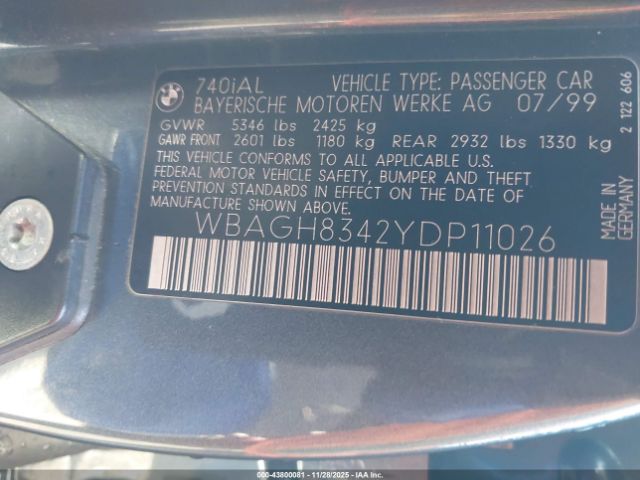 BMW
740iAL VEHICLE TYPE: PASSENGER CAR
BAYERISCHE MOTOREN WERKE AG 07/99
GVWR 5346 lbs 2425 kg
GAWR FRONT 2601 lbs 1180 kg REAR 2932 lbs 1330 kg
THIS VEHICLE CONFORMS TO ALL APPLICABLE U.S.
FEDERAL MOTOR VEHICLE SAFETY, BUMPER AND THEFT
PREVENTION STANDARDS IN EFFECT ON THE DATE OF
MANUFACTURE SHOWN ABOVE.
WBAGH8342YDP11026
2 122 606
MADE IN
GERMANY
000-43800081 - 11/28/2025 - IAAI.COM